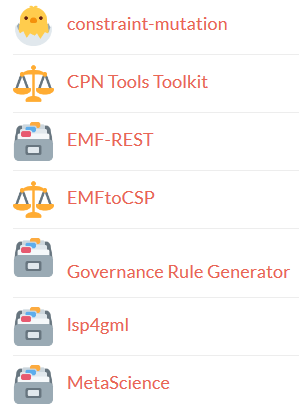 constraint-mutation
CPN Tools Toolkit
EMF-REST
EMFtoCSP
Governance Rule Generator
lsp4gml
MetaScience